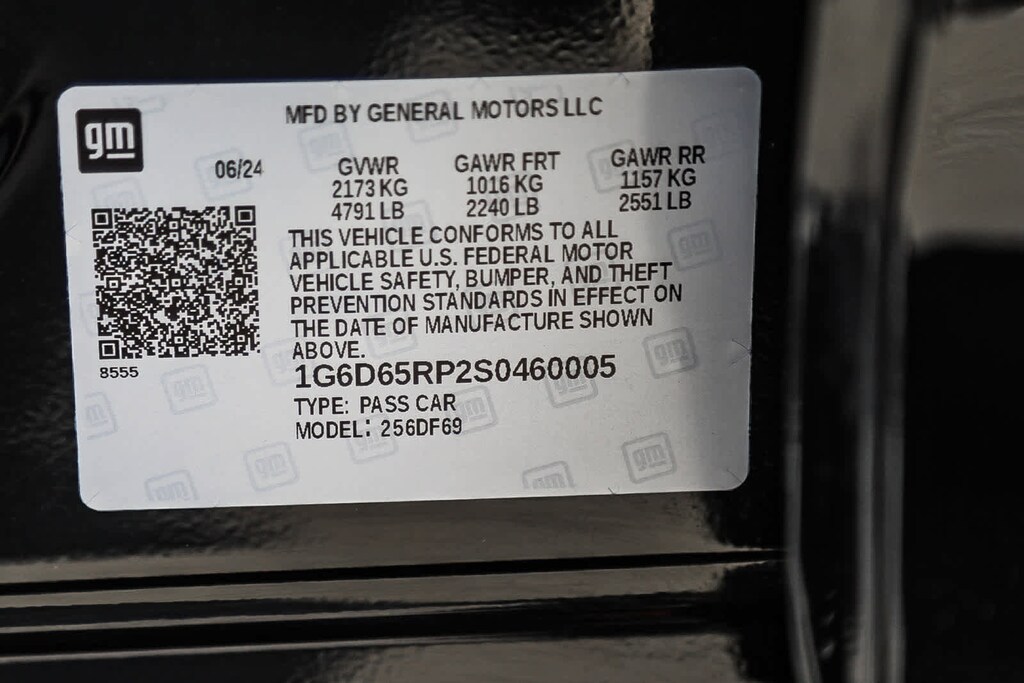 gm
MFD BY GENERAL MOTORS LLC
06/24 GVWR GAWR FRT GAWR RR
2173 KG 1016 KG 1157 KG
4791 LB 2240 LB 2551 LB
THIS VEHICLE CONFORMS TO ALL
APPLICABLE U.S. FEDERAL MOTOR
VEHICLE SAFETY, BUMPER, AND THEFT
PREVENTION STANDARDS IN EFFECT ON
THE DATE OF MANUFACTURE SHOWN
ABOVE.
8555
1G6D65RP2S0460005
TYPE: PASS CAR
MODEL: 256DF69